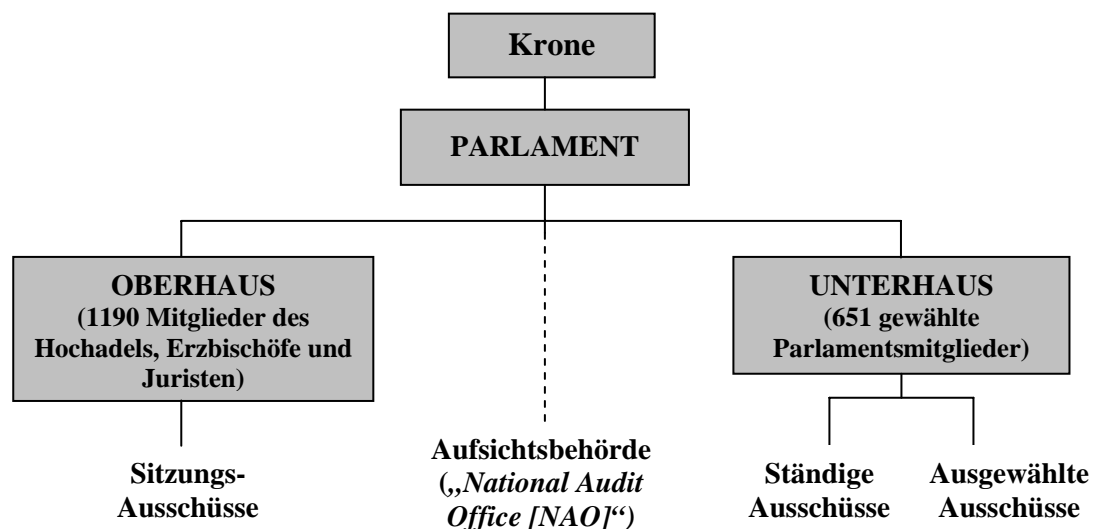 Krone
PARLAMENT
OBERHAUS
(1190 Mitglieder des
Hochadels, Erzbischöfe und
Juristen)
UNTERHAUS
(651 gewählte
Parlamentsmitglieder)
Sitzungs-
Ausschüsse
Aufsichtsbehörde
(„National Audit
Office [NAO]“)
Ständige
Ausschüsse
Ausgewählte
Ausschüsse